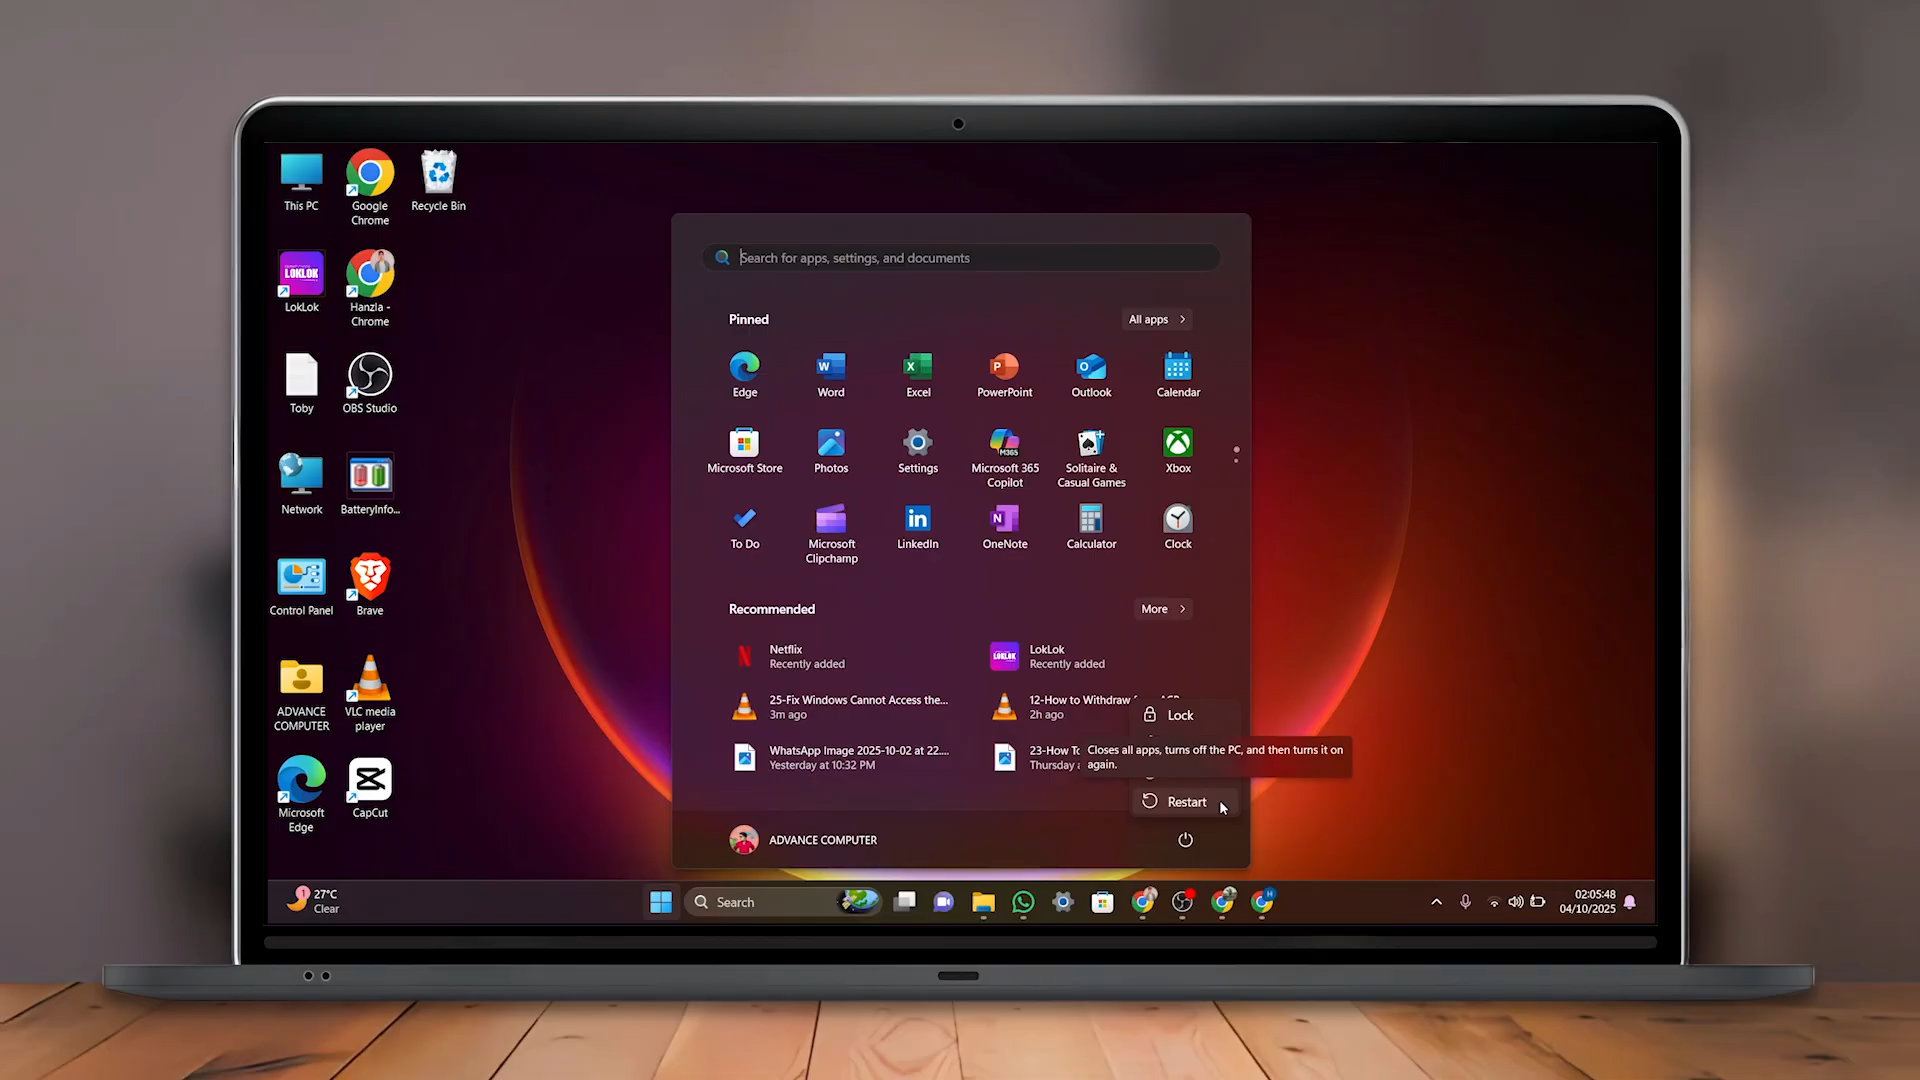 This PC
Google
Chrome
Recycle Bin
LOKLOK
LokLok
Hanzla -
Chrome
Toby
OBS Studio
Network
BatteryInfo...
Control Panel
Brave
ADVANCE
COMPUTER
VLC media
player
Microsoft
Edge
CapCut
Search for apps, settings, and documents
Pinned
All apps
Edge
Word
Excel
PowerPoint
Outlook
Calendar
Microsoft Store
Photos
Settings
M365
Microsoft 365
Copilot
Solitaire &
Casual Games
Xbox
To Do
Microsoft
Clipchamp
LinkedIn
OneNote
Calculator
Clock
Recommended
More
Netflix
Recently added
LOKLOK
LokLok
Recently added
25-Fix Windows Cannot Access the...
3m ago
12-How to Withdraw
2h ago
WhatsApp Image 2025-10-02 at 22....
Yesterday at 10:32 PM
23-How
Thursday
Lock
Closes all apps, turns off the PC, and then turns it on
again.
Restart
ADVANCE COMPUTER
1
27°C
Clear
Search
02:05:48
04/10/2025